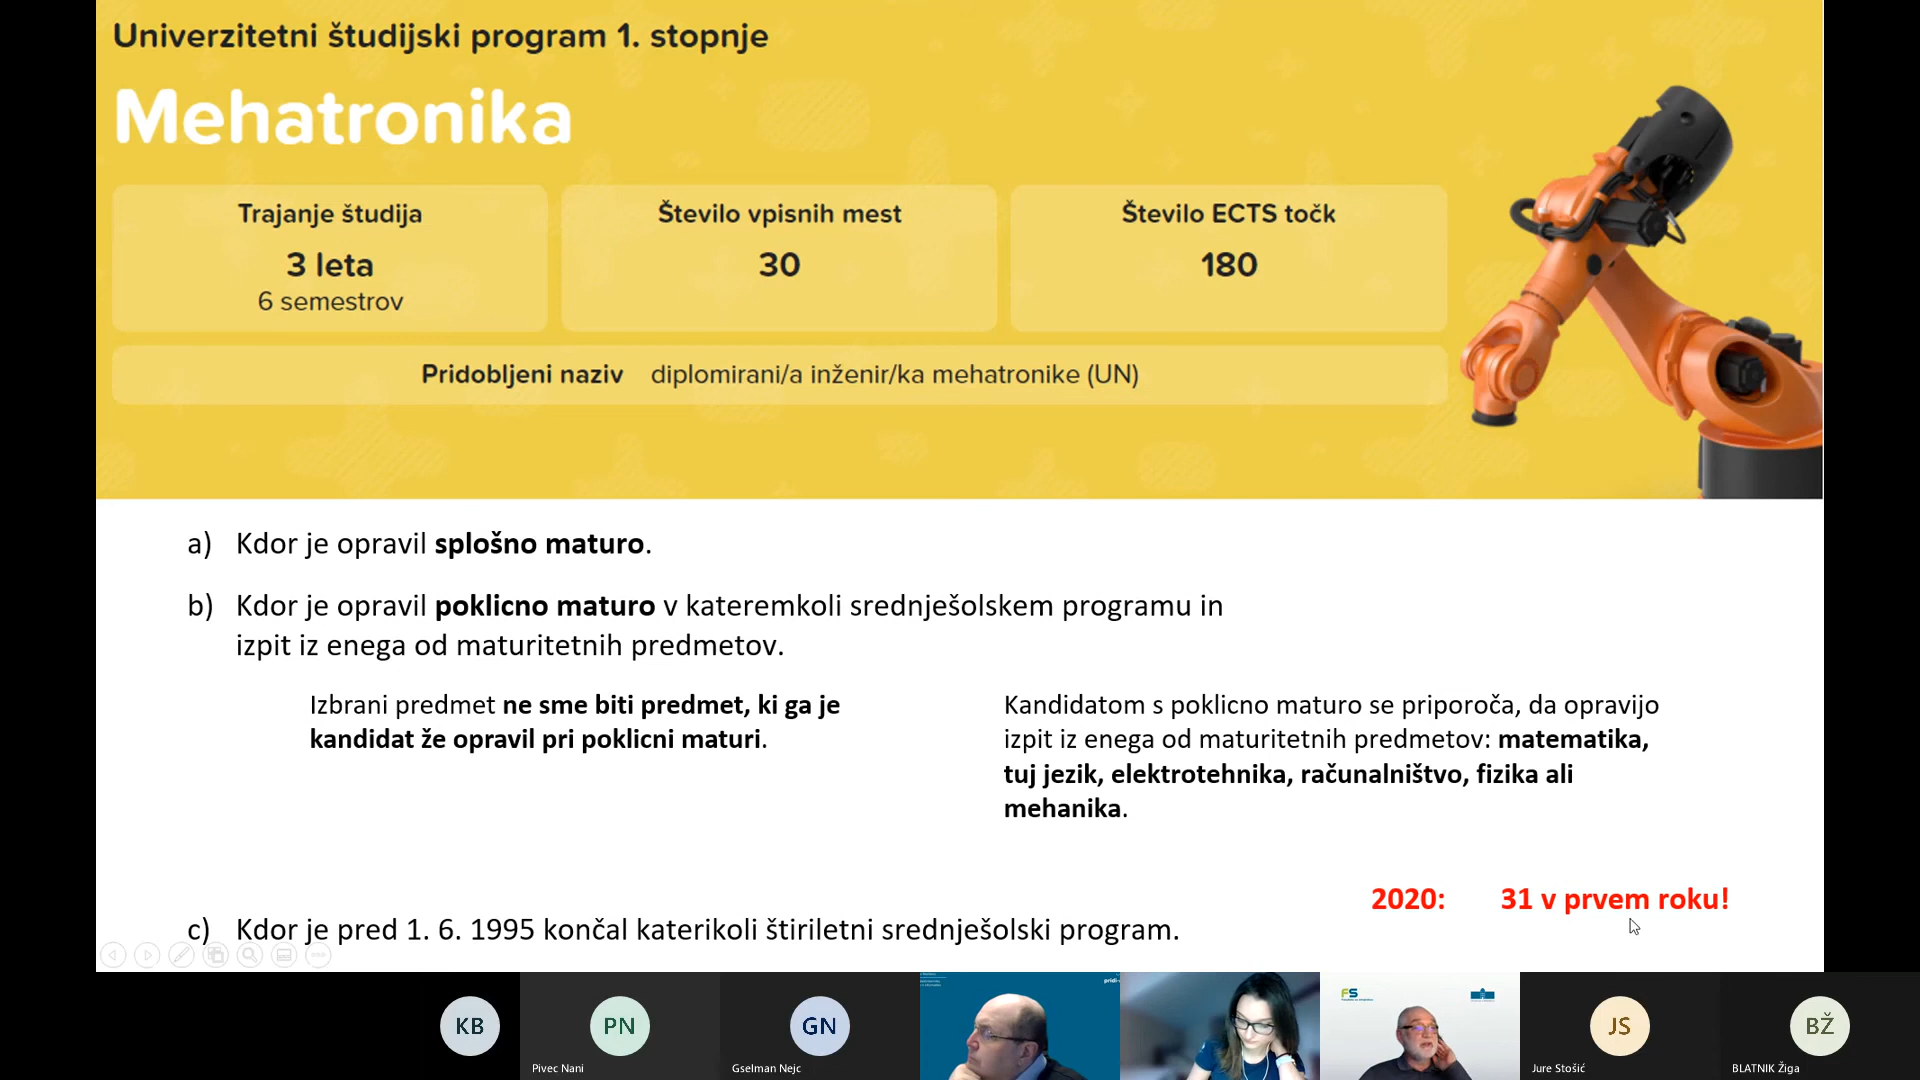 Univerzitetni študijski program 1. stopnje
Mehatronika
Trajanje študija
3 leta
6 semestrov
Število vpisnih mest
30
Število ECTS točk
180
Pridobljeni naziv diplomirani/a inženir/ka mehatronike (UN)
a) Kdor je opravil splošno maturo.
b) Kdor je opravil poklicno maturo v kateremkoli srednješolskem programu in
izpit iz enega od maturitetnih predmetov.
Izbrani predmet ne sme biti predmet, ki ga je
kandidat že opravil pri poklicni maturi.
Kandidatom s poklicno maturo se priporoča, da opravijo
izpit iz enega od maturitetnih predmetov: matematika,
tuj jezik, elektrotehnika, računalništvo, fizika ali
mehanika.
2020: 31 v prvem roku!
c) Kdor je pred 1. 6. 1995 končal katerikoli štiriletni srednješolski program.
KB
PN
Pivec Nani
GN
Gselman Nejc
FS
JS
Jure Stošić
BŽ
BLATNIK Žiga